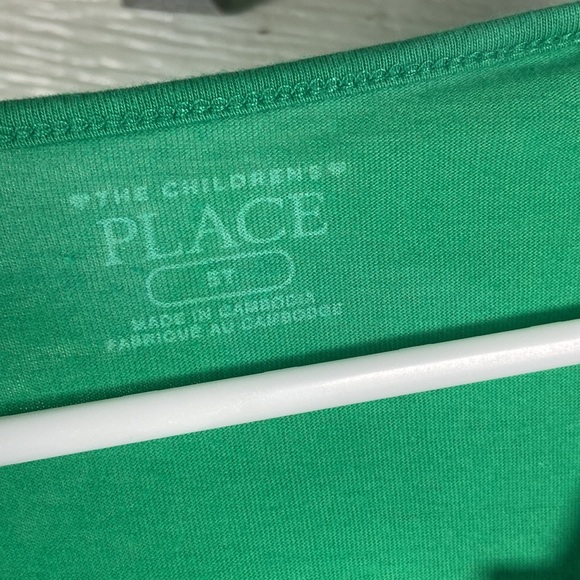 THE CHILDREN'S
PLACE
5T
MADE IN CAMBODIA
FABRIQUE AU CAMBODGE